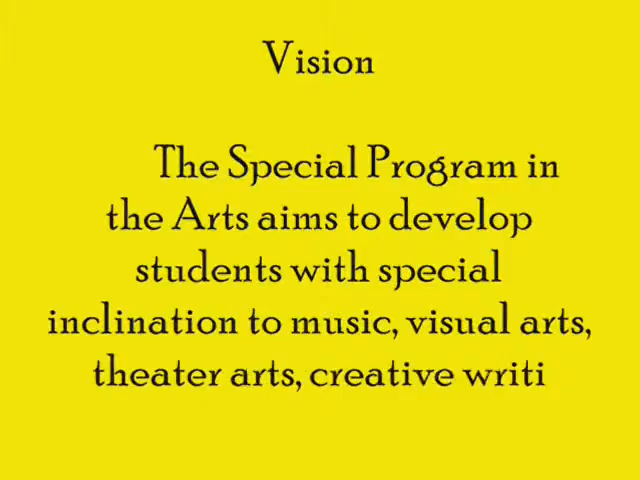 Vision
The Special Program in
the Arts aims to develop
students with special
inclination to music, visual arts,
theater arts, creative writi